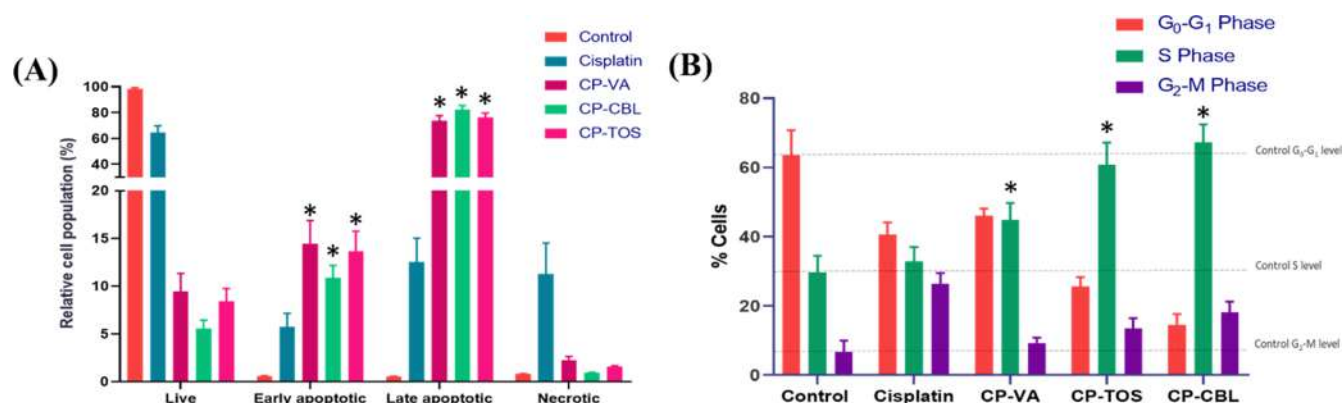 (A)
Control
Cisplatin
CP-VA
CP-CBL
CP-TOS
Relative cell population (%)
100
80
60
40
20
15
10
5
0
* * *
* * *
Live Early apoptotic Late apoptotic Necrotic
(B)
G₀-G₁ Phase
S Phase
G₂-M Phase
% Cells
80
60
40
20
0
* * *
Control G₀-G₁ level
Control S level
Control G₂-M level
Control Cisplatin CP-VA CP-TOS CP-CBL